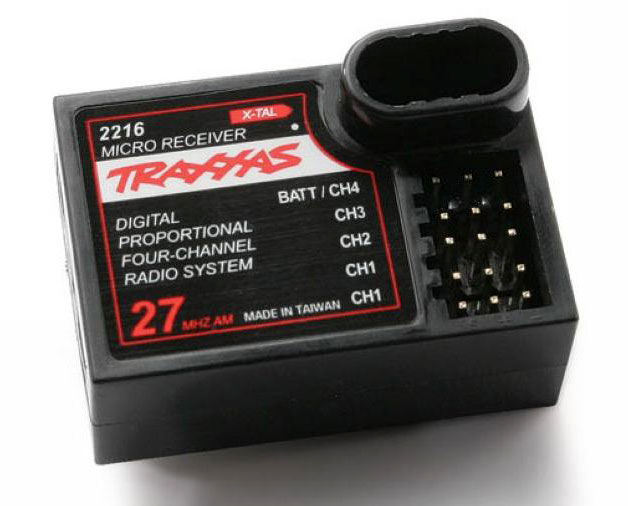 X-TAL
2216
MICRO RECEIVER
TRAXXAS
DIGITAL
PROPORTIONAL
FOUR-CHANNEL
RADIO SYSTEM
BATT / CH4
CH3
CH2
CH1
CH1
27 MHZ AM MADE IN TAIWAN